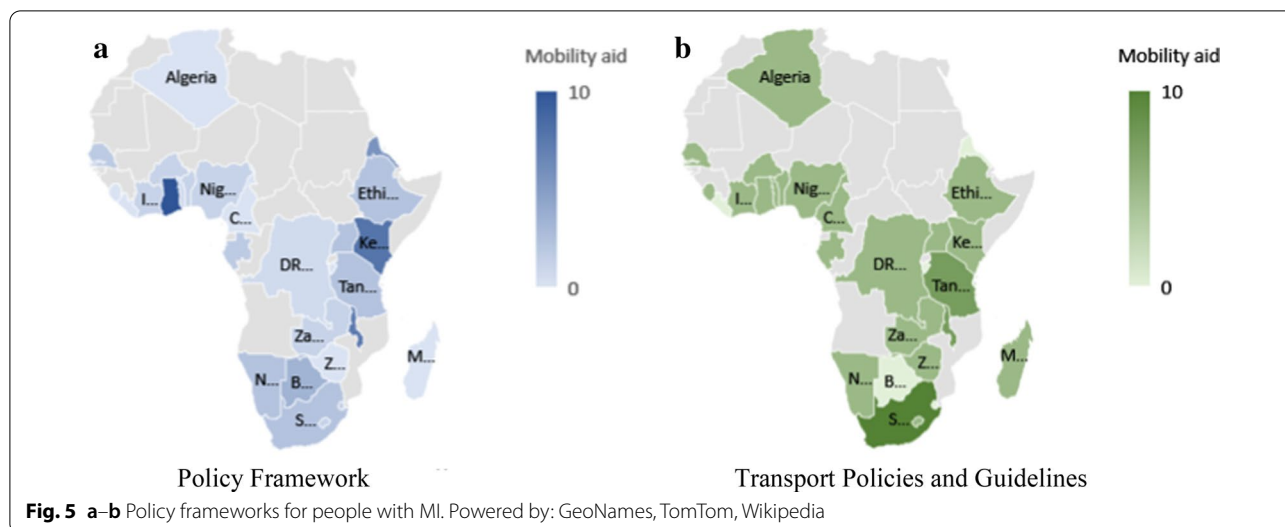 a
Mobility aid
10
0
Algeria
Nig...
I...
C...
Ethi...
Ke...
DR...
Tan...
Za...
Z...
M...
N...
B...
S...
Policy Framework
b
Mobility aid
10
0
Algeria
Nig...
I...
C...
Ethi...
Ke...
DR...
Tan...
Za...
Z...
M...
N...
B...
S...
Transport Policies and Guidelines
Fig. 5 a–b Policy frameworks for people with MI. Powered by: GeoNames, TomTom, Wikipedia